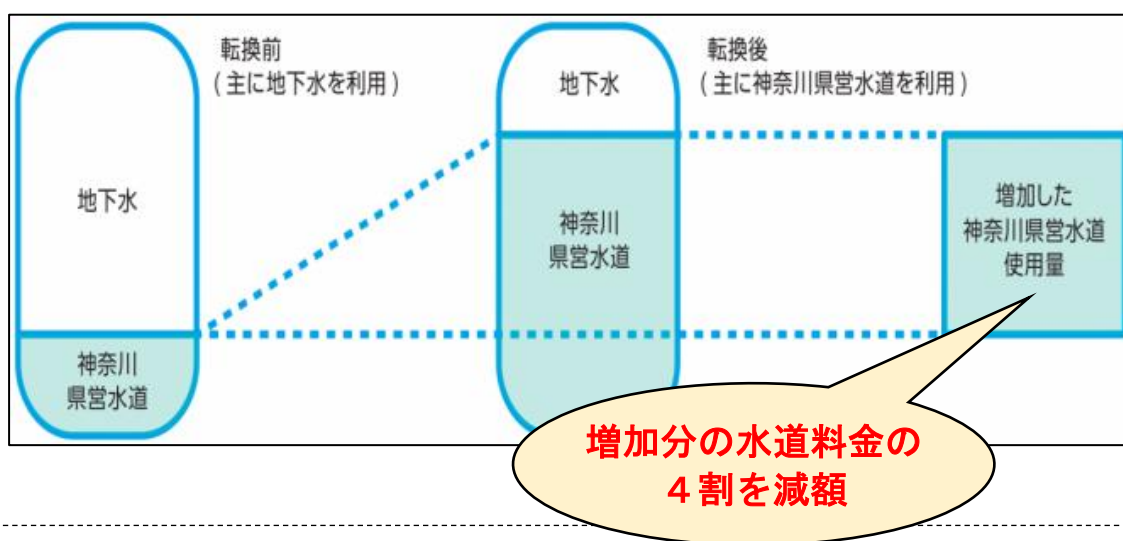 転換前
(主に地下水を利用)
地下水
神奈川
県営水道
転換後
(主に神奈川県営水道を利用)
地下水
神奈川
県営水道
増加した
神奈川県営水道
使用量
増加分の水道料金の
4割を減額